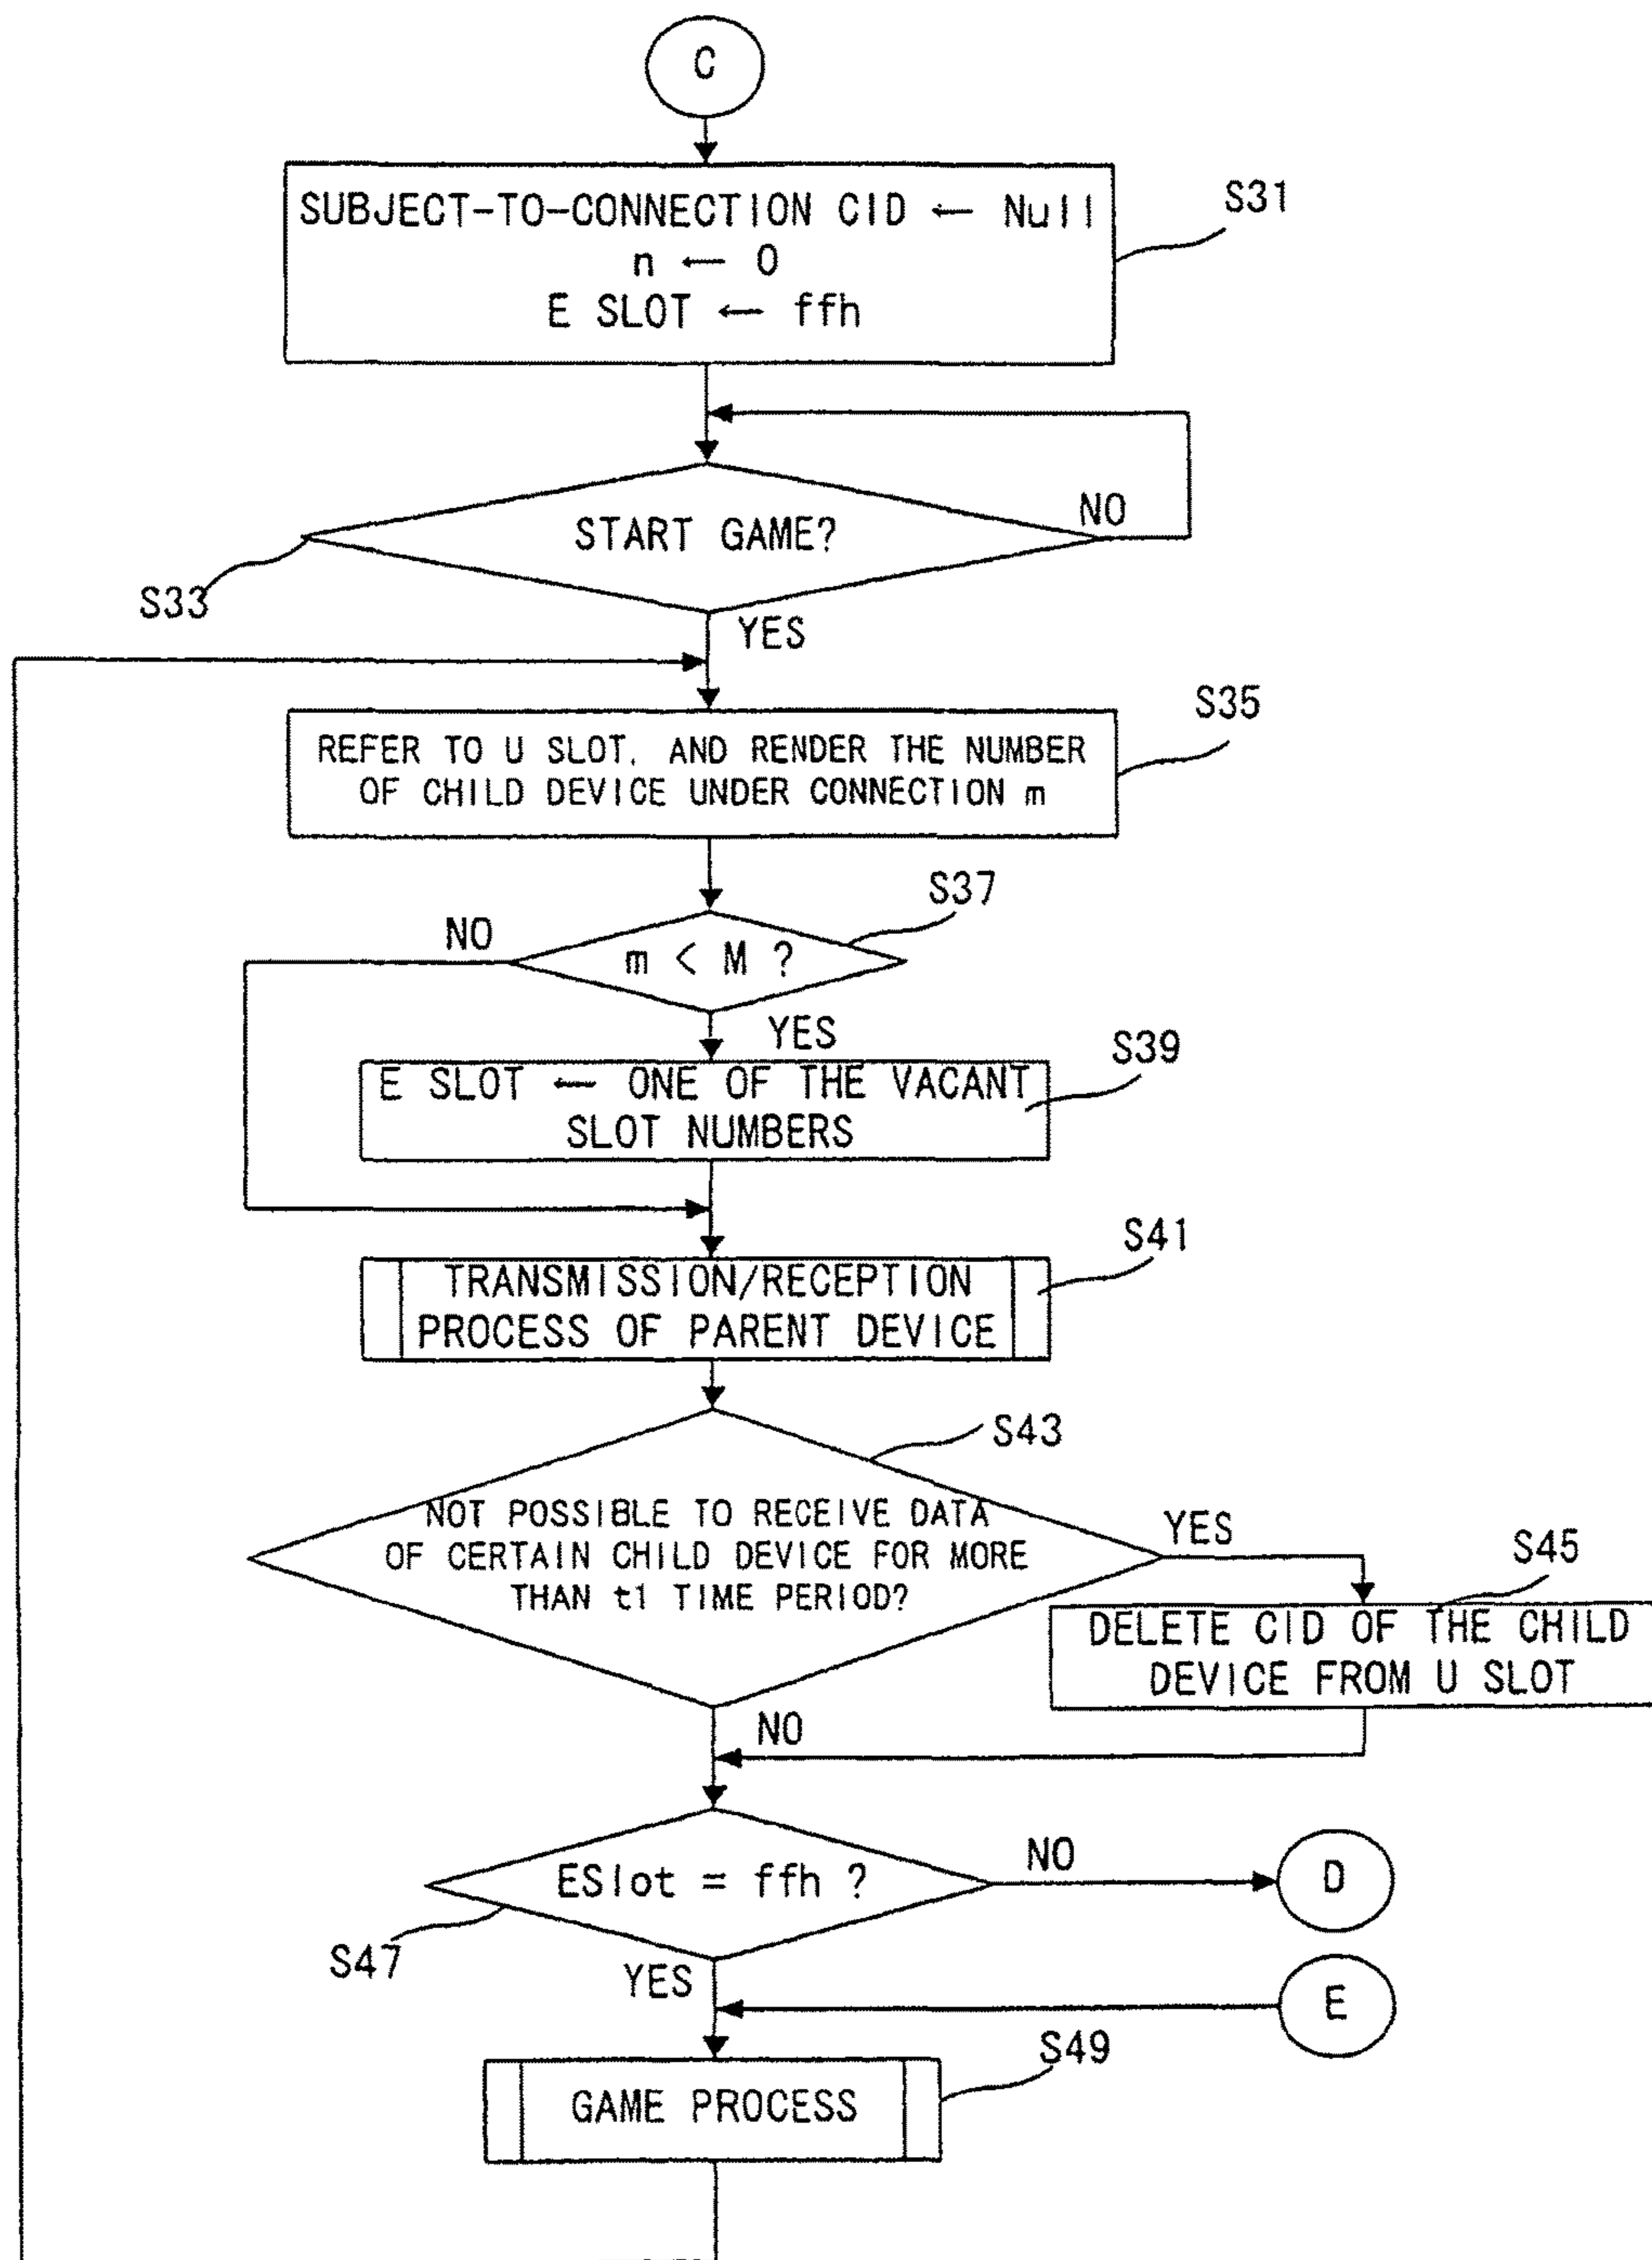 C
SUBJECT-TO-CONNECTION CID ← Null
n ← 0
E SLOT ← ffh
S31
START GAME?
NO
S33
YES
S35
REFER TO U SLOT, AND RENDER THE NUMBER
OF CHILD DEVICE UNDER CONNECTION m
S37
NO
m < M ?
YES
S39
E SLOT ← ONE OF THE VACANT
SLOT NUMBERS
S41
TRANSMISSION/RECEPTION
PROCESS OF PARENT DEVICE
S43
NOT POSSIBLE TO RECEIVE DATA
OF CERTAIN CHILD DEVICE FOR MORE
THAN t1 TIME PERIOD?
YES
S45
DELETE CID OF THE CHILD
DEVICE FROM U SLOT
NO
ESlot = ffh ?
NO
D
S47
YES
E
S49
GAME PROCESS